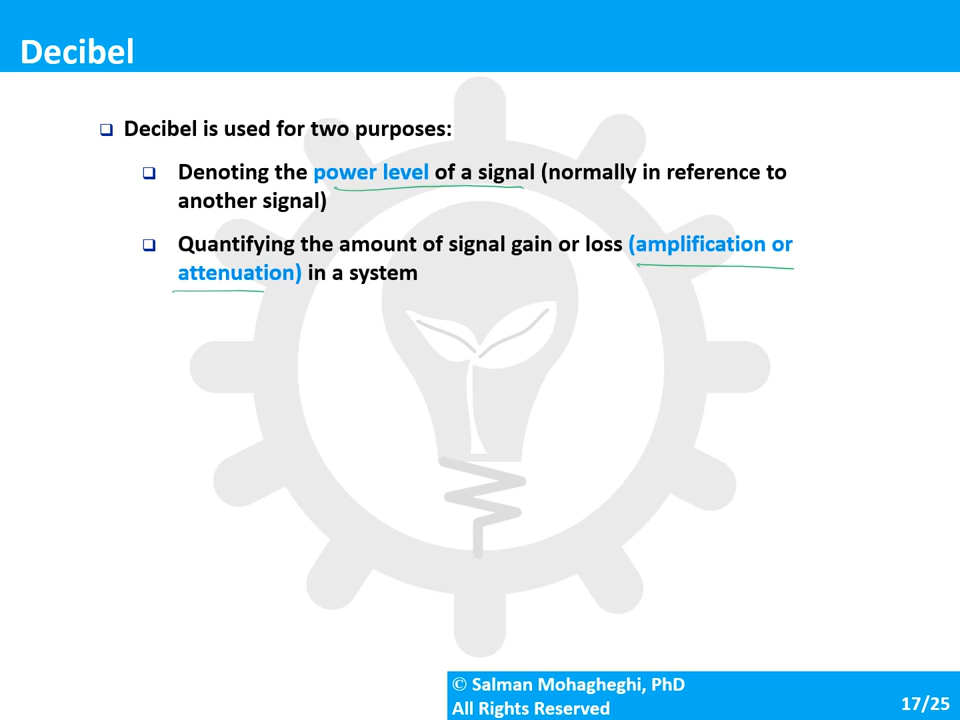 Decibel
Decibel is used for two purposes:
Denoting the power level of a signal (normally in reference to
another signal)
Quantifying the amount of signal gain or loss (amplification or
attenuation) in a system
© Salman Mohagheghi, PhD
All Rights Reserved
17/25